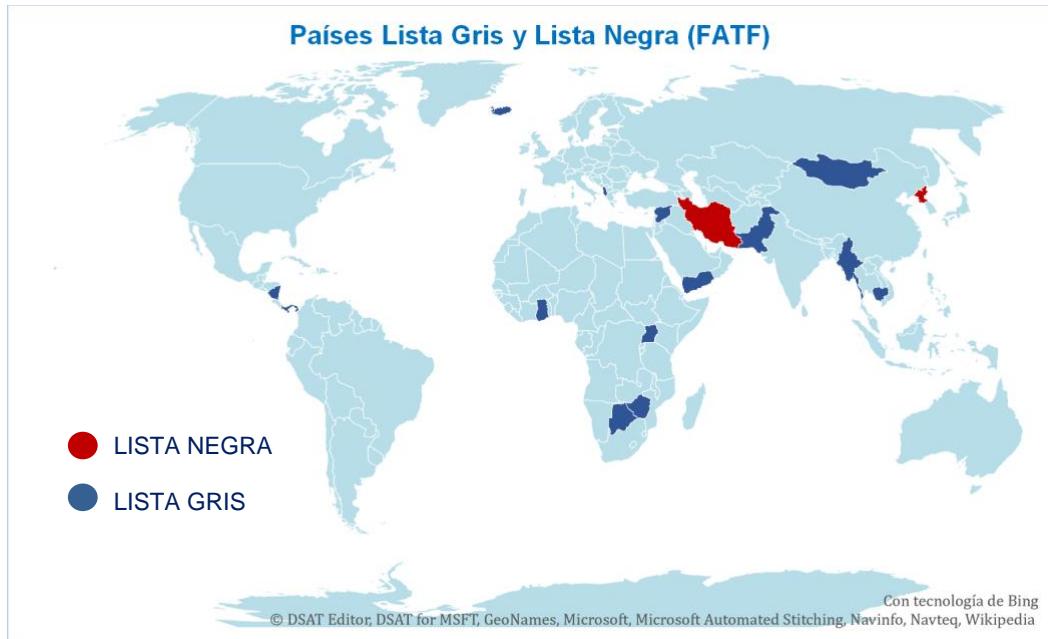 Países Lista Gris y Lista Negra (FATF)
LISTA NEGRA
LISTA GRIS
Con tecnología de Bing
© DSAT Editor, DSAT for MSFT, GeoNames, Microsoft, Microsoft Automated Stitching, Navinfo, Navteq, Wikipedia